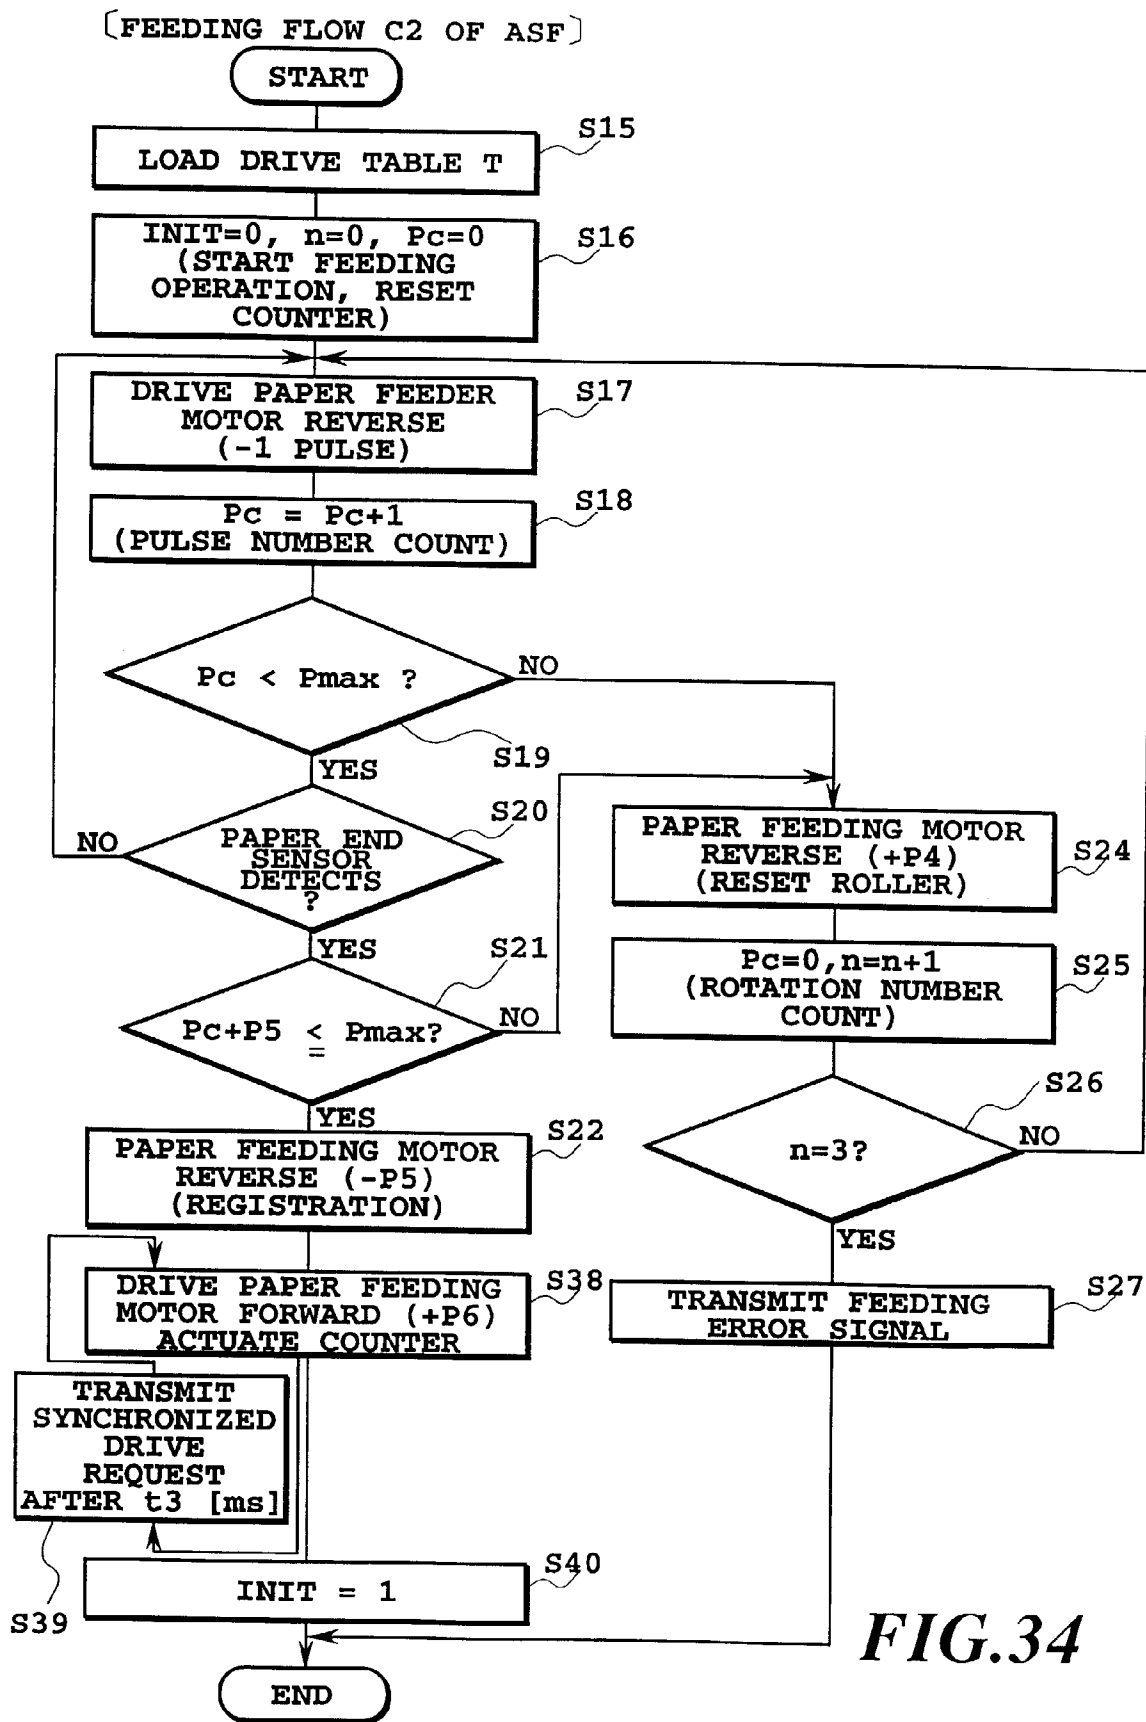 [FEEDING FLOW C2 OF ASF]
START
S15
LOAD DRIVE TABLE T
INIT=0, n=0, Pc=0
(START FEEDING
OPERATION, RESET
COUNTER)
S16
DRIVE PAPER FEEDER
MOTOR REVERSE
(-1 PULSE)
S17
Pc = Pc+1
(PULSE NUMBER COUNT)
S18
Pc < Pmax ?
NO
S19
YES
PAPER END
SENSOR
DETECTS
?
S20
NO
YES
S21
Pc+P5 ≦ Pmax?
NO
YES
PAPER FEEDING MOTOR
REVERSE (-P5)
(REGISTRATION)
S22
DRIVE PAPER FEEDING
MOTOR FORWARD (+P6)
ACTUATE COUNTER
S38
TRANSMIT
SYNCHRONIZED
DRIVE
REQUEST
AFTER t3 [ms]
S39
INIT = 1
S40
END
PAPER FEEDING MOTOR
REVERSE (+P4)
(RESET ROLLER)
S24
Pc=0,n=n+1
(ROTATION NUMBER
COUNT)
S25
n=3?
S26
NO
YES
TRANSMIT FEEDING
ERROR SIGNAL
S27
FIG.34